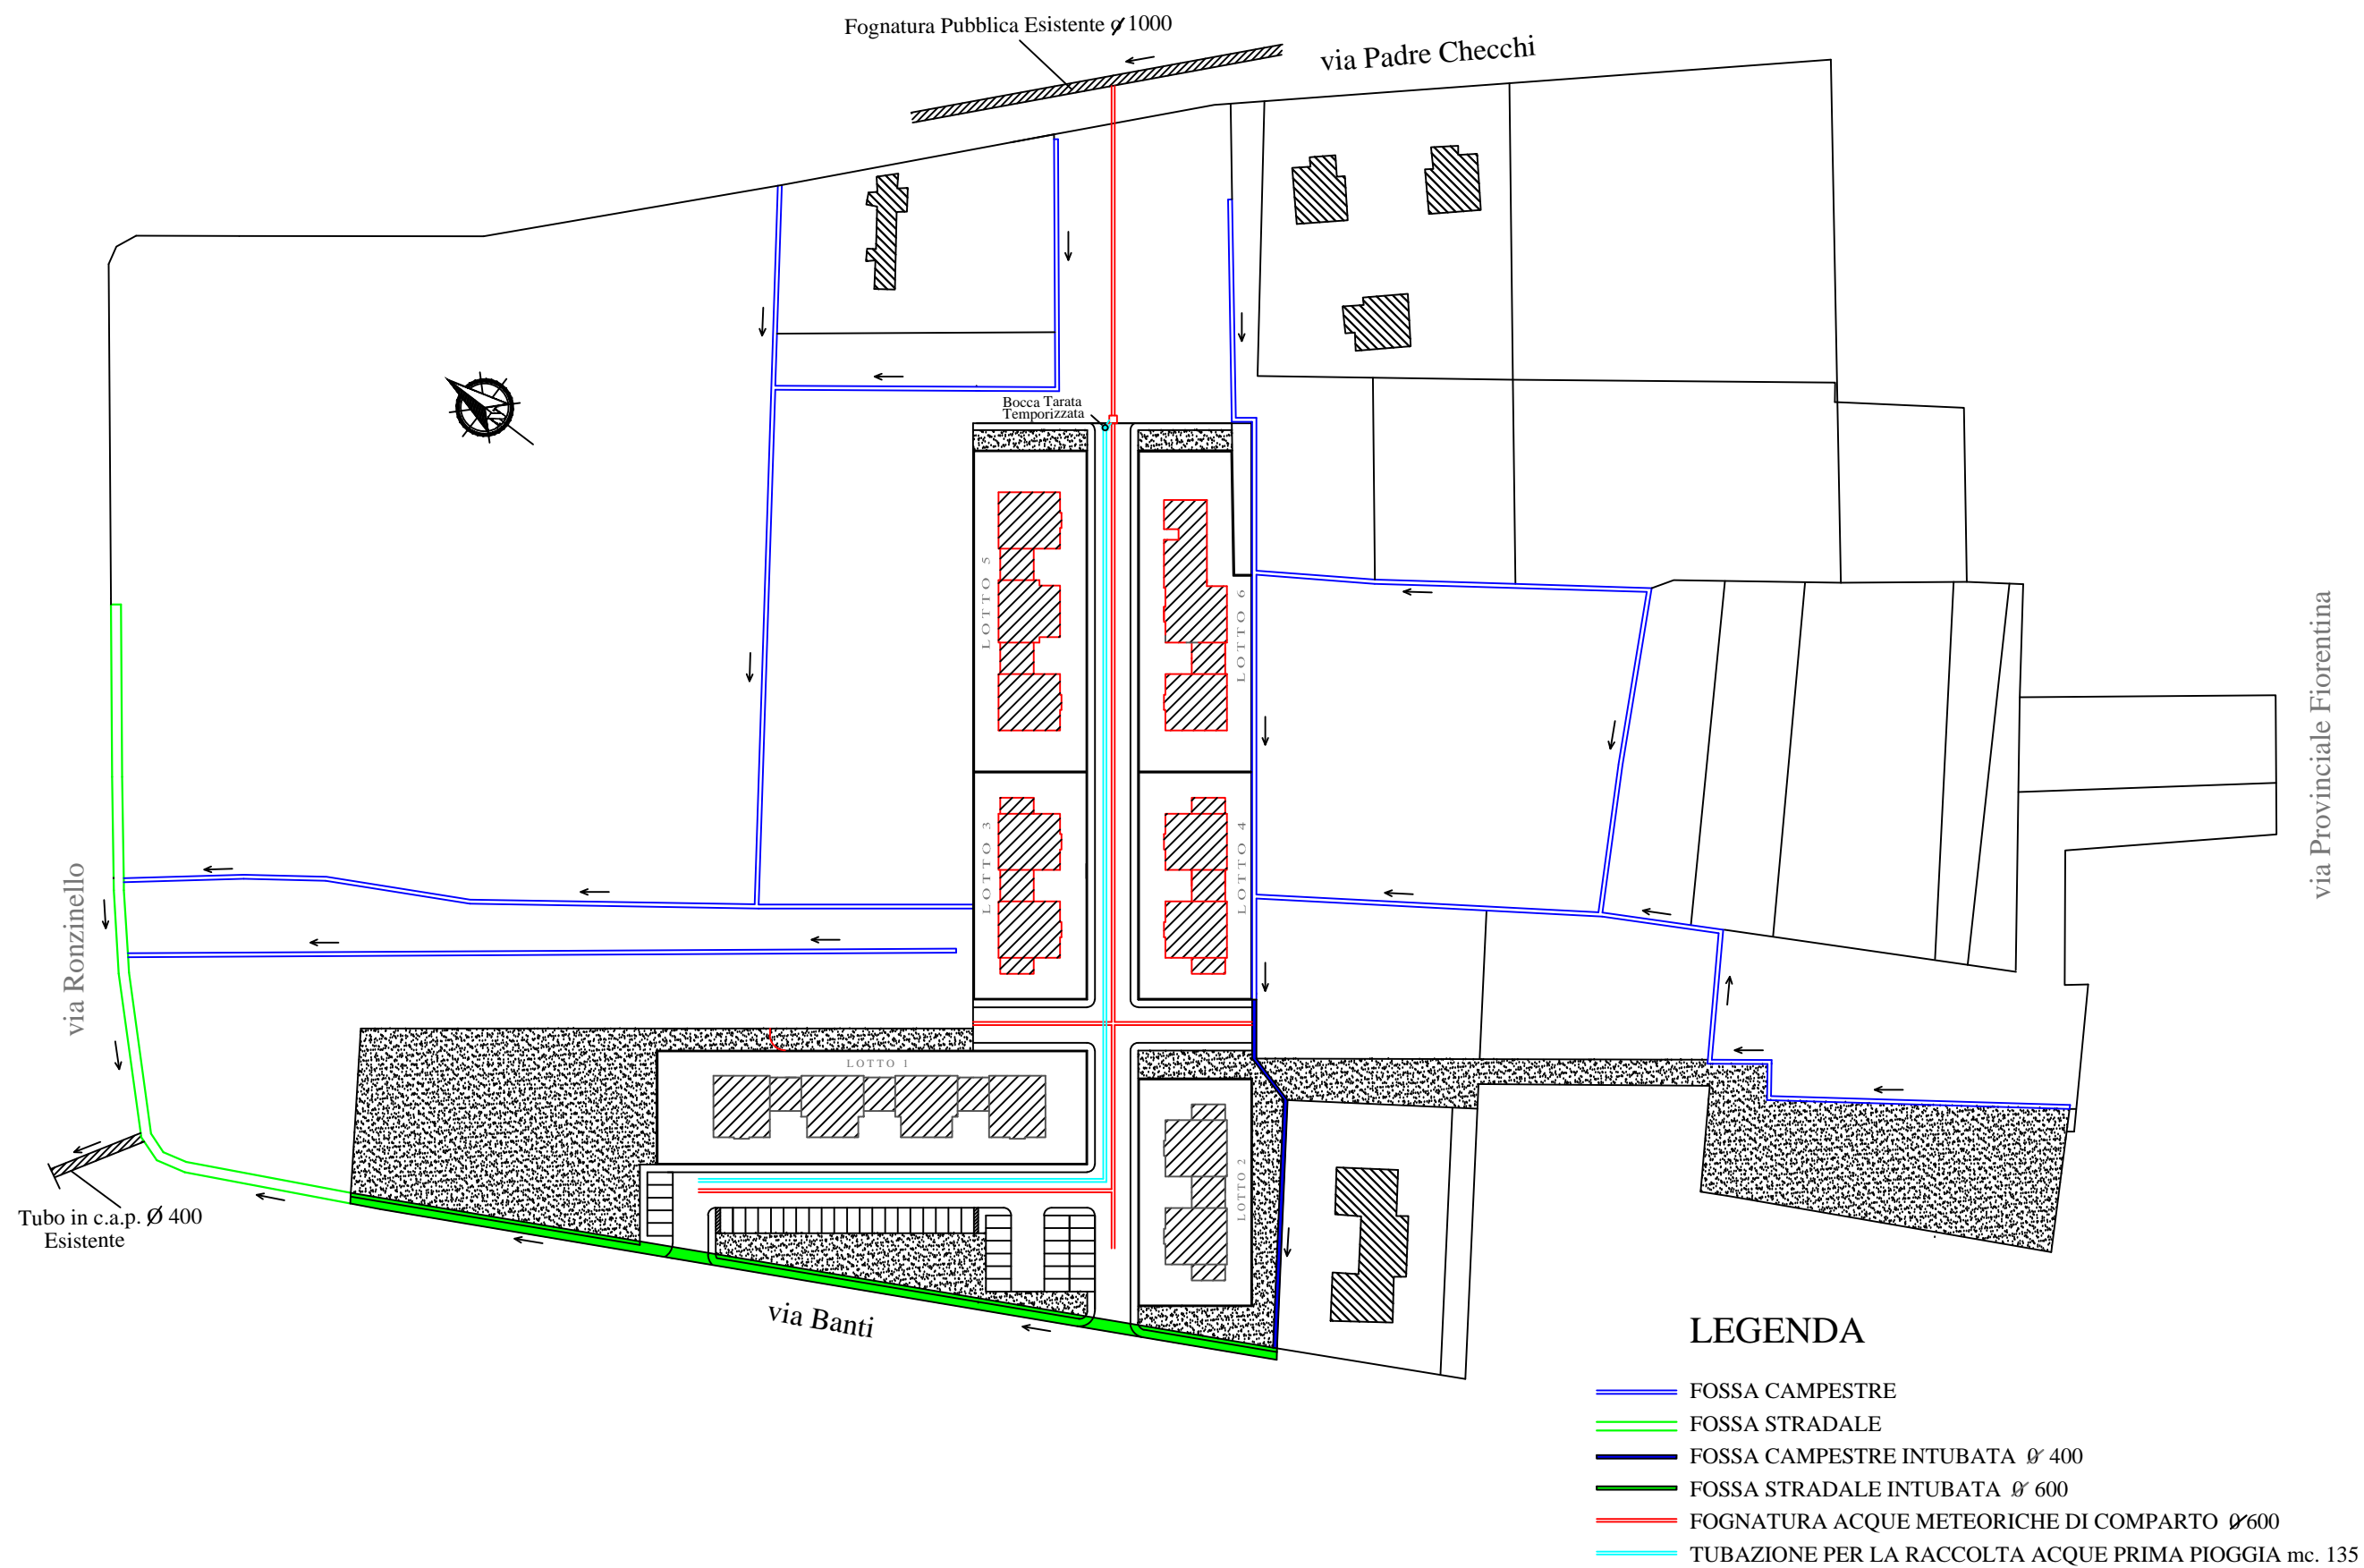 Fognatura Pubblica Esistente Ø 1000
via Padre Checchi
Bocca Tarata
Temporizzata
LOTTO 5
LOTTO 6
LOTTO 3
LOTTO 4
LOTTO 1
LOTTO 2
via Ronzinello
via Provinciale Fiorentina
Tubo in c.a.p. Ø 400
Esistente
via Banti
LEGENDA
FOSSA CAMPESTRE
FOSSA STRADALE
FOSSA CAMPESTRE INTUBATA Ø 400
FOSSA STRADALE INTUBATA Ø 600
FOGNATURA ACQUE METEORICHE DI COMPARTO Ø 600
TUBAZIONE PER LA RACCOLTA ACQUE PRIMA PIOGGIA mc. 135